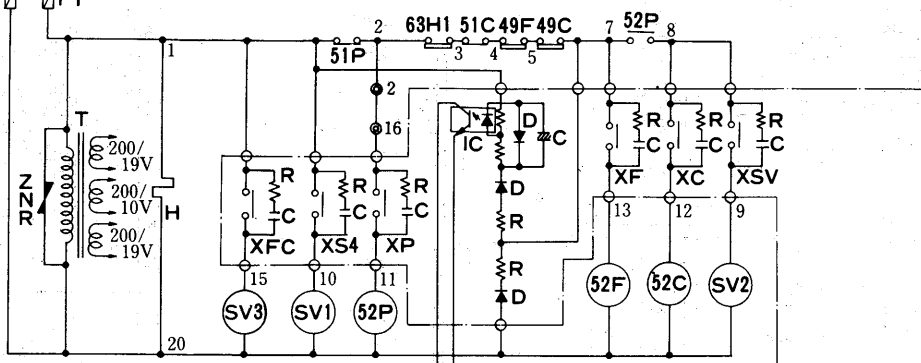 63H1 51C 49F 49C
52P
1
51P
2
3
4
5
7
8
2
16
T
ZNR
200/
19V
200/
10V
200/
19V
H
R
C
XFC
R
C
XS4
R
C
XP
IC
D
C
D
R
R
D
R
C
XF
R
C
XC
R
C
XSV
15
10
11
13
12
9
SV3
SV1
52P
52F
52C
SV2
20